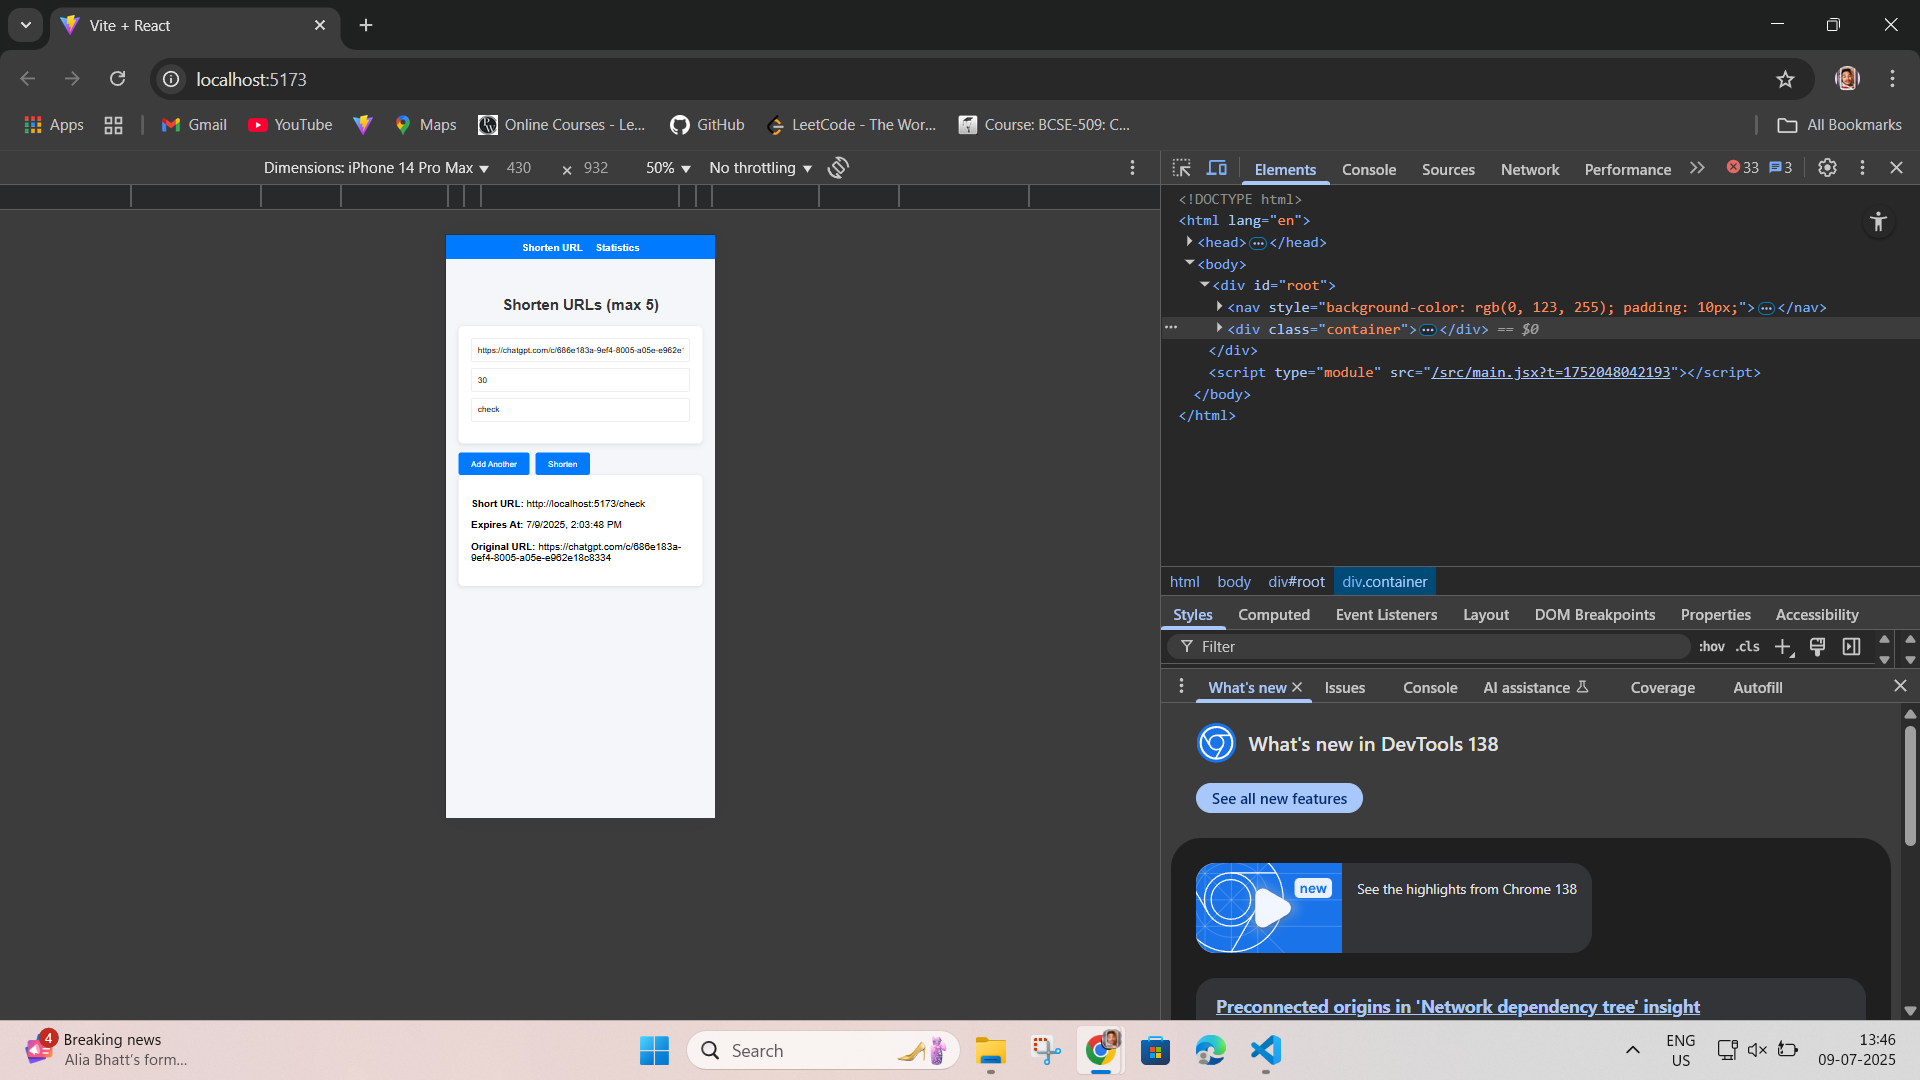 Vite + React
localhost:5173
Apps
Gmail
YouTube
Maps
Online Courses - Le...
GitHub
LeetCode - The Wor...
Course: BCSE-509: C...
All Bookmarks
Dimensions: iPhone 14 Pro Max ▼ 430 × 932 50% ▼ No throttling ▼
Elements Console Sources Network Performance 33 3
<!DOCTYPE html>
<html lang="en">
<head>…</head>
<body>
<div id="root">
<nav style="background-color: rgb(0, 123, 255); padding: 10px;">…</nav>
<div class="container">…</div> == $0
</div>
<script type="module" src="/src/main.jsx?t=1752048042193"></script>
</body>
</html>
Shorten URL Statistics
Shorten URLs (max 5)
https://chatgpt.com/c/686e183a-9ef4-8005-a05e-e962e
30
check
Add Another Shorten
Short URL: http://localhost:5173/check
Expires At: 7/9/2025, 2:03:48 PM
Original URL: https://chatgpt.com/c/686e183a-
9ef4-8005-a05e-e962e18c8334
html body div#root div.container
Styles Computed Event Listeners Layout DOM Breakpoints Properties Accessibility
Filter :hov .cls
What's new Issues Console AI assistance Coverage Autofill
What's new in DevTools 138
See all new features
new
See the highlights from Chrome 138
Preconnected origins in 'Network dependency tree' insight
4
Breaking news
Alia Bhatt's form...
Search
ENG
US
13:46
09-07-2025